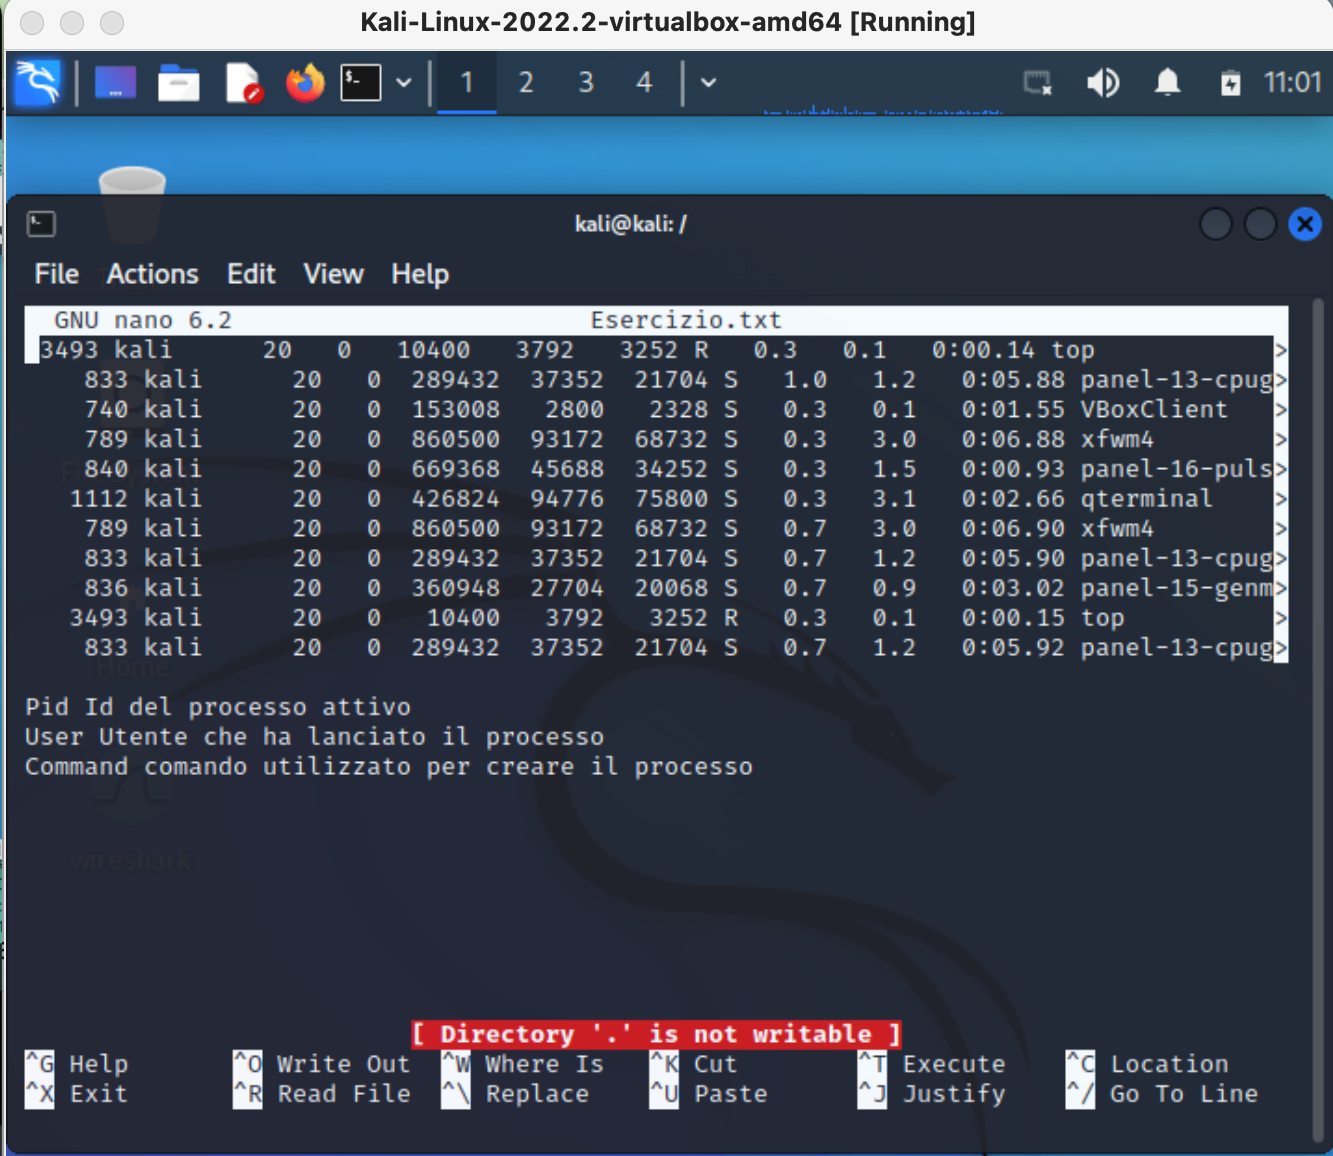 Kali-Linux-2022.2-virtualbox-amd64 [Running]
1 2 3 4 11:01
kali@kali: /
File Actions Edit View Help
GNU nano 6.2 Esercizio.txt
3493 kali 20 0 10400 3792 3252 R 0.3 0.1 0:00.14 top >
833 kali 20 0 289432 37352 21704 S 1.0 1.2 0:05.88 panel-13-cpug>
740 kali 20 0 153008 2800 2328 S 0.3 0.1 0:01.55 VBoxClient >
789 kali 20 0 860500 93172 68732 S 0.3 3.0 0:06.88 xfwm4 >
840 kali 20 0 669368 45688 34252 S 0.3 1.5 0:00.93 panel-16-puls>
1112 kali 20 0 426824 94776 75800 S 0.3 3.1 0:02.66 qterminal >
789 kali 20 0 860500 93172 68732 S 0.7 3.0 0:06.90 xfwm4 >
833 kali 20 0 289432 37352 21704 S 0.7 1.2 0:05.90 panel-13-cpug>
836 kali 20 0 360948 27704 20068 S 0.7 0.9 0:03.02 panel-15-genm>
3493 kali 20 0 10400 3792 3252 R 0.3 0.1 0:00.15 top >
833 kali 20 0 289432 37352 21704 S 0.7 1.2 0:05.92 panel-13-cpug>
Home
Pid Id del processo attivo
User Utente che ha lanciato il processo
Command comando utilizzato per creare il processo
wireshark
[ Directory '.' is not writable ]
^G Help ^O Write Out ^W Where Is ^K Cut ^T Execute ^C Location
^X Exit ^R Read File ^\ Replace ^U Paste ^J Justify ^/ Go To Line